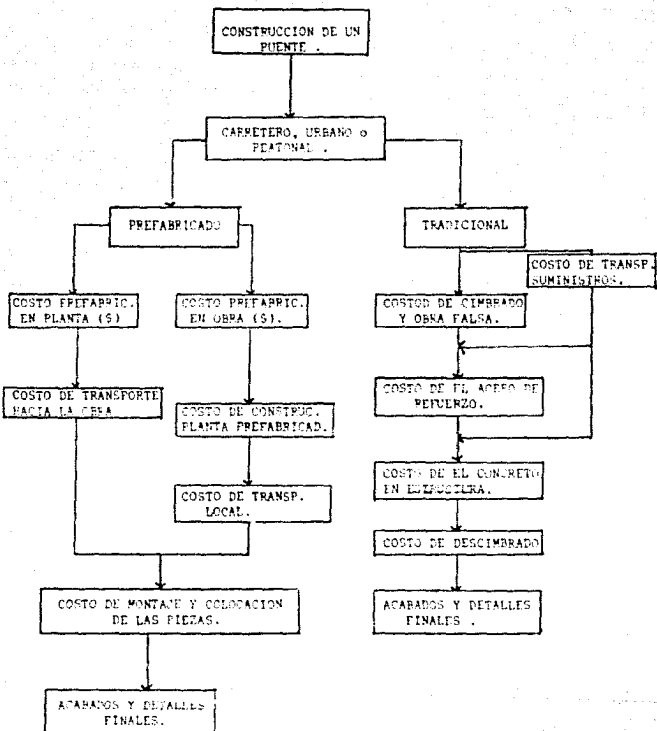 CONSTRUCCION DE UN
PUENTE .
CARRETERO, URBANO o
PEATONAL .
PREFABRICADO
TRADICIONAL
COSTO DE TRANSP.
SUMINISTROS.
COSTO PREFABRIC.
EN PLANTA ($)
COSTO PREFABRIC.
EN OBRA ($).
COSTOD DE CIMBRADO
Y OBRA FALSA.
COSTO DE TRANSPORTE
HACIA LA OBRA
COSTO DE CONSTRUC.
PLANTA PREFABRICAD.
COSTO DE EL ACERO DE
REFUERZO.
COSTO DE TRANSP.
LOCAL.
COSTO DE EL CONCRETO
EN ESTRUCTURA.
COSTO DE DESCIMBRADO
COSTO DE MONTAJE Y COLOCACION
DE LAS PIEZAS.
ACABADOS Y DETALLES
FINALES .
ACABADOS Y DETALLES
FINALES.